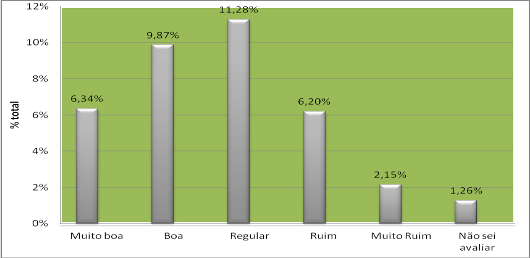 12%
10%
8%
6%
4%
2%
0%
% total
6,34%
9,87%
11,28%
6,20%
2,15%
1,26%
Muito boa
Boa
Regular
Ruim
Muito Ruim
Não sei
avaliar